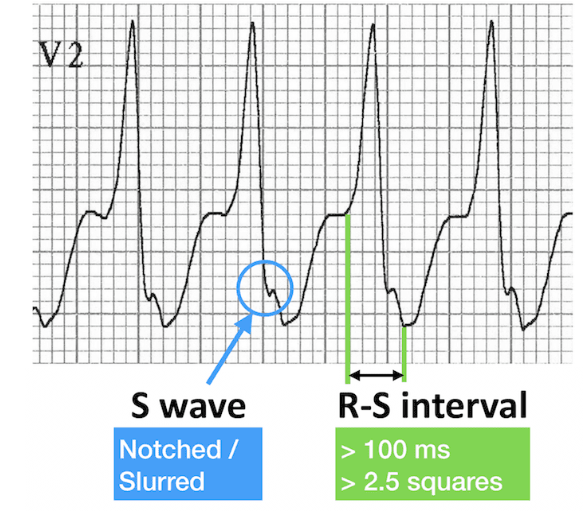 V2
S wave
Notched /
Slurred
R-S interval
> 100 ms
> 2.5 squares